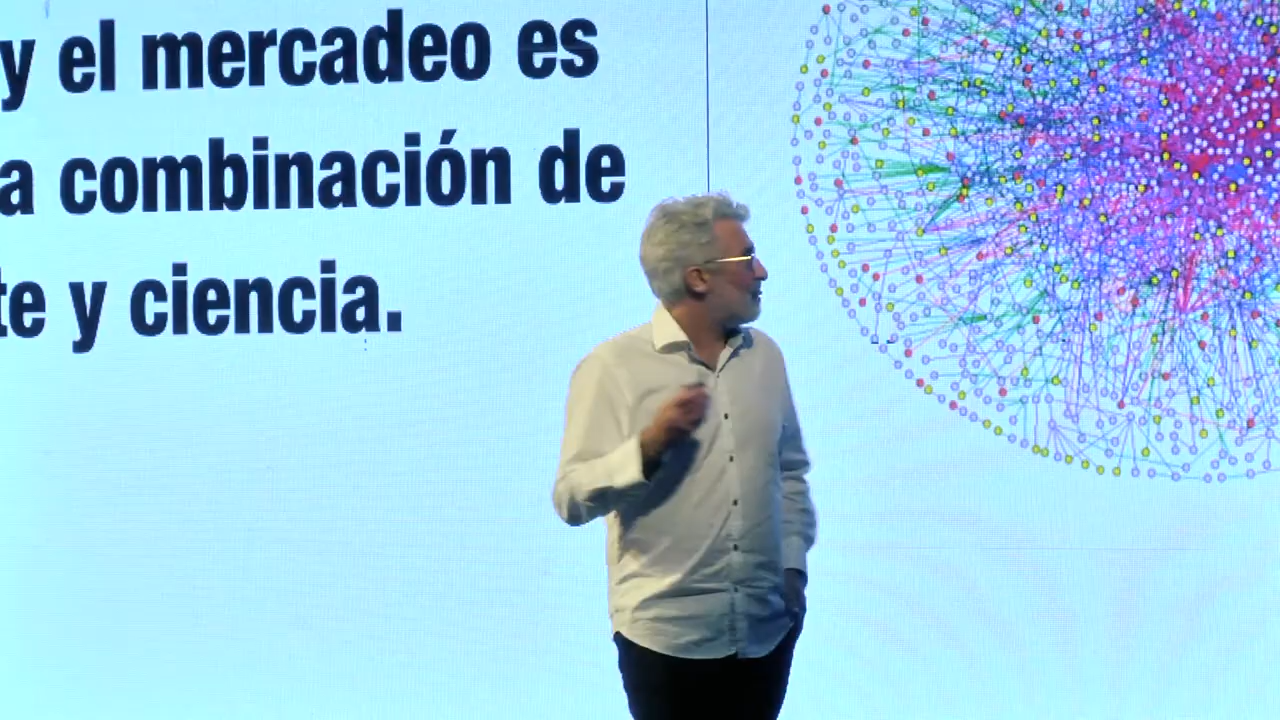 y el mercadeo es
a combinación de
te y ciencia.